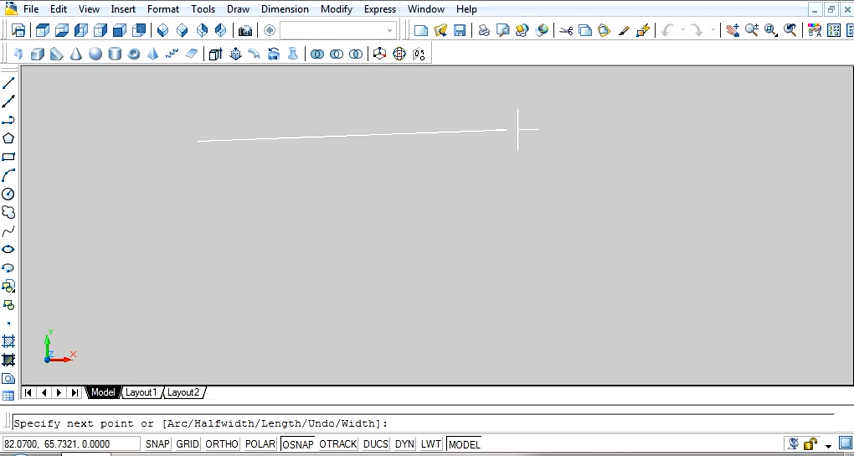 File Edit View Insert Format Tools Draw Dimension Modify Express Window Help
Y
Z X
Model Layout1 Layout2
Specify next point or [Arc/Halfwidth/Length/Undo/Width]:
82.0700, 65.7321, 0.0000 SNAP GRID ORTHO POLAR OSNAP OTRACK DUCS DYN LWT MODEL